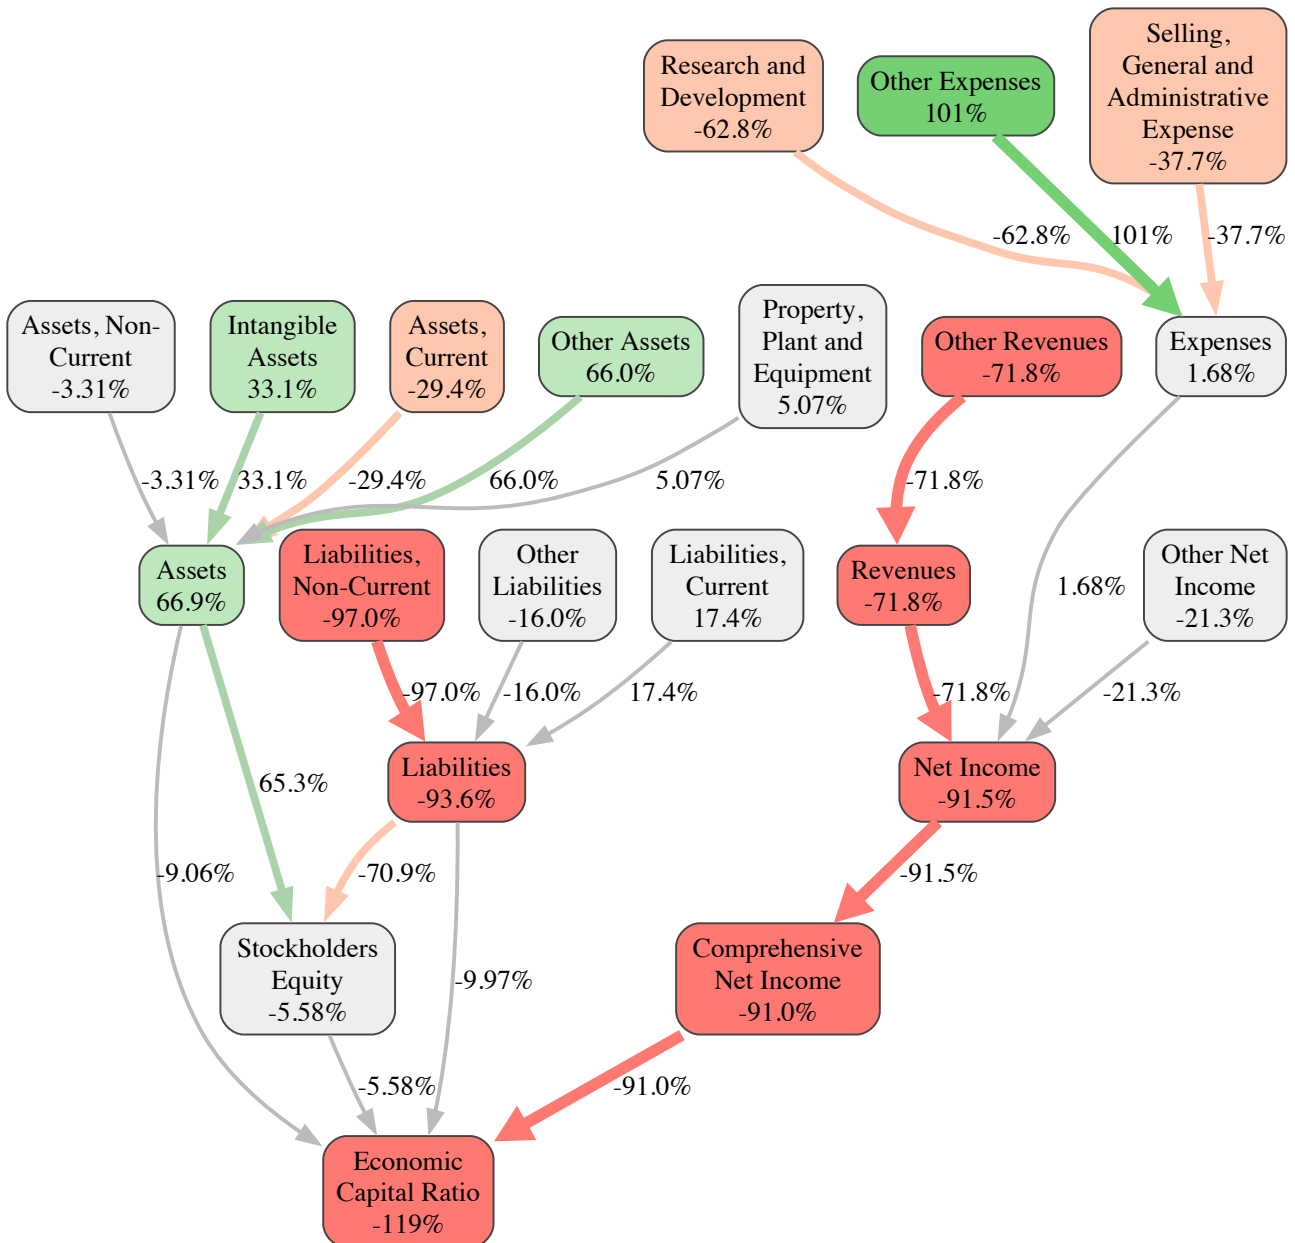 Selling,
General and
Administrative
Expense
-37.7%
Research and
Development
-62.8%
Other Expenses
101%
-62.8%
101%
-37.7%
Assets, Non-
Current
-3.31%
Intangible
Assets
33.1%
Assets,
Current
-29.4%
Other Assets
66.0%
Property,
Plant and
Equipment
5.07%
Other Revenues
-71.8%
Expenses
1.68%
-3.31%
33.1%
-29.4%
66.0%
5.07%
-71.8%
Assets
66.9%
Liabilities,
Non-Current
-97.0%
Other
Liabilities
-16.0%
Liabilities,
Current
17.4%
Revenues
-71.8%
1.68%
Other Net
Income
-21.3%
-97.0%
-16.0%
17.4%
-71.8%
-21.3%
65.3%
Liabilities
-93.6%
Net Income
-91.5%
-9.06%
-70.9%
-91.5%
Stockholders
Equity
-5.58%
-9.97%
Comprehensive
Net Income
-91.0%
-5.58%
-91.0%
Economic
Capital Ratio
-119%